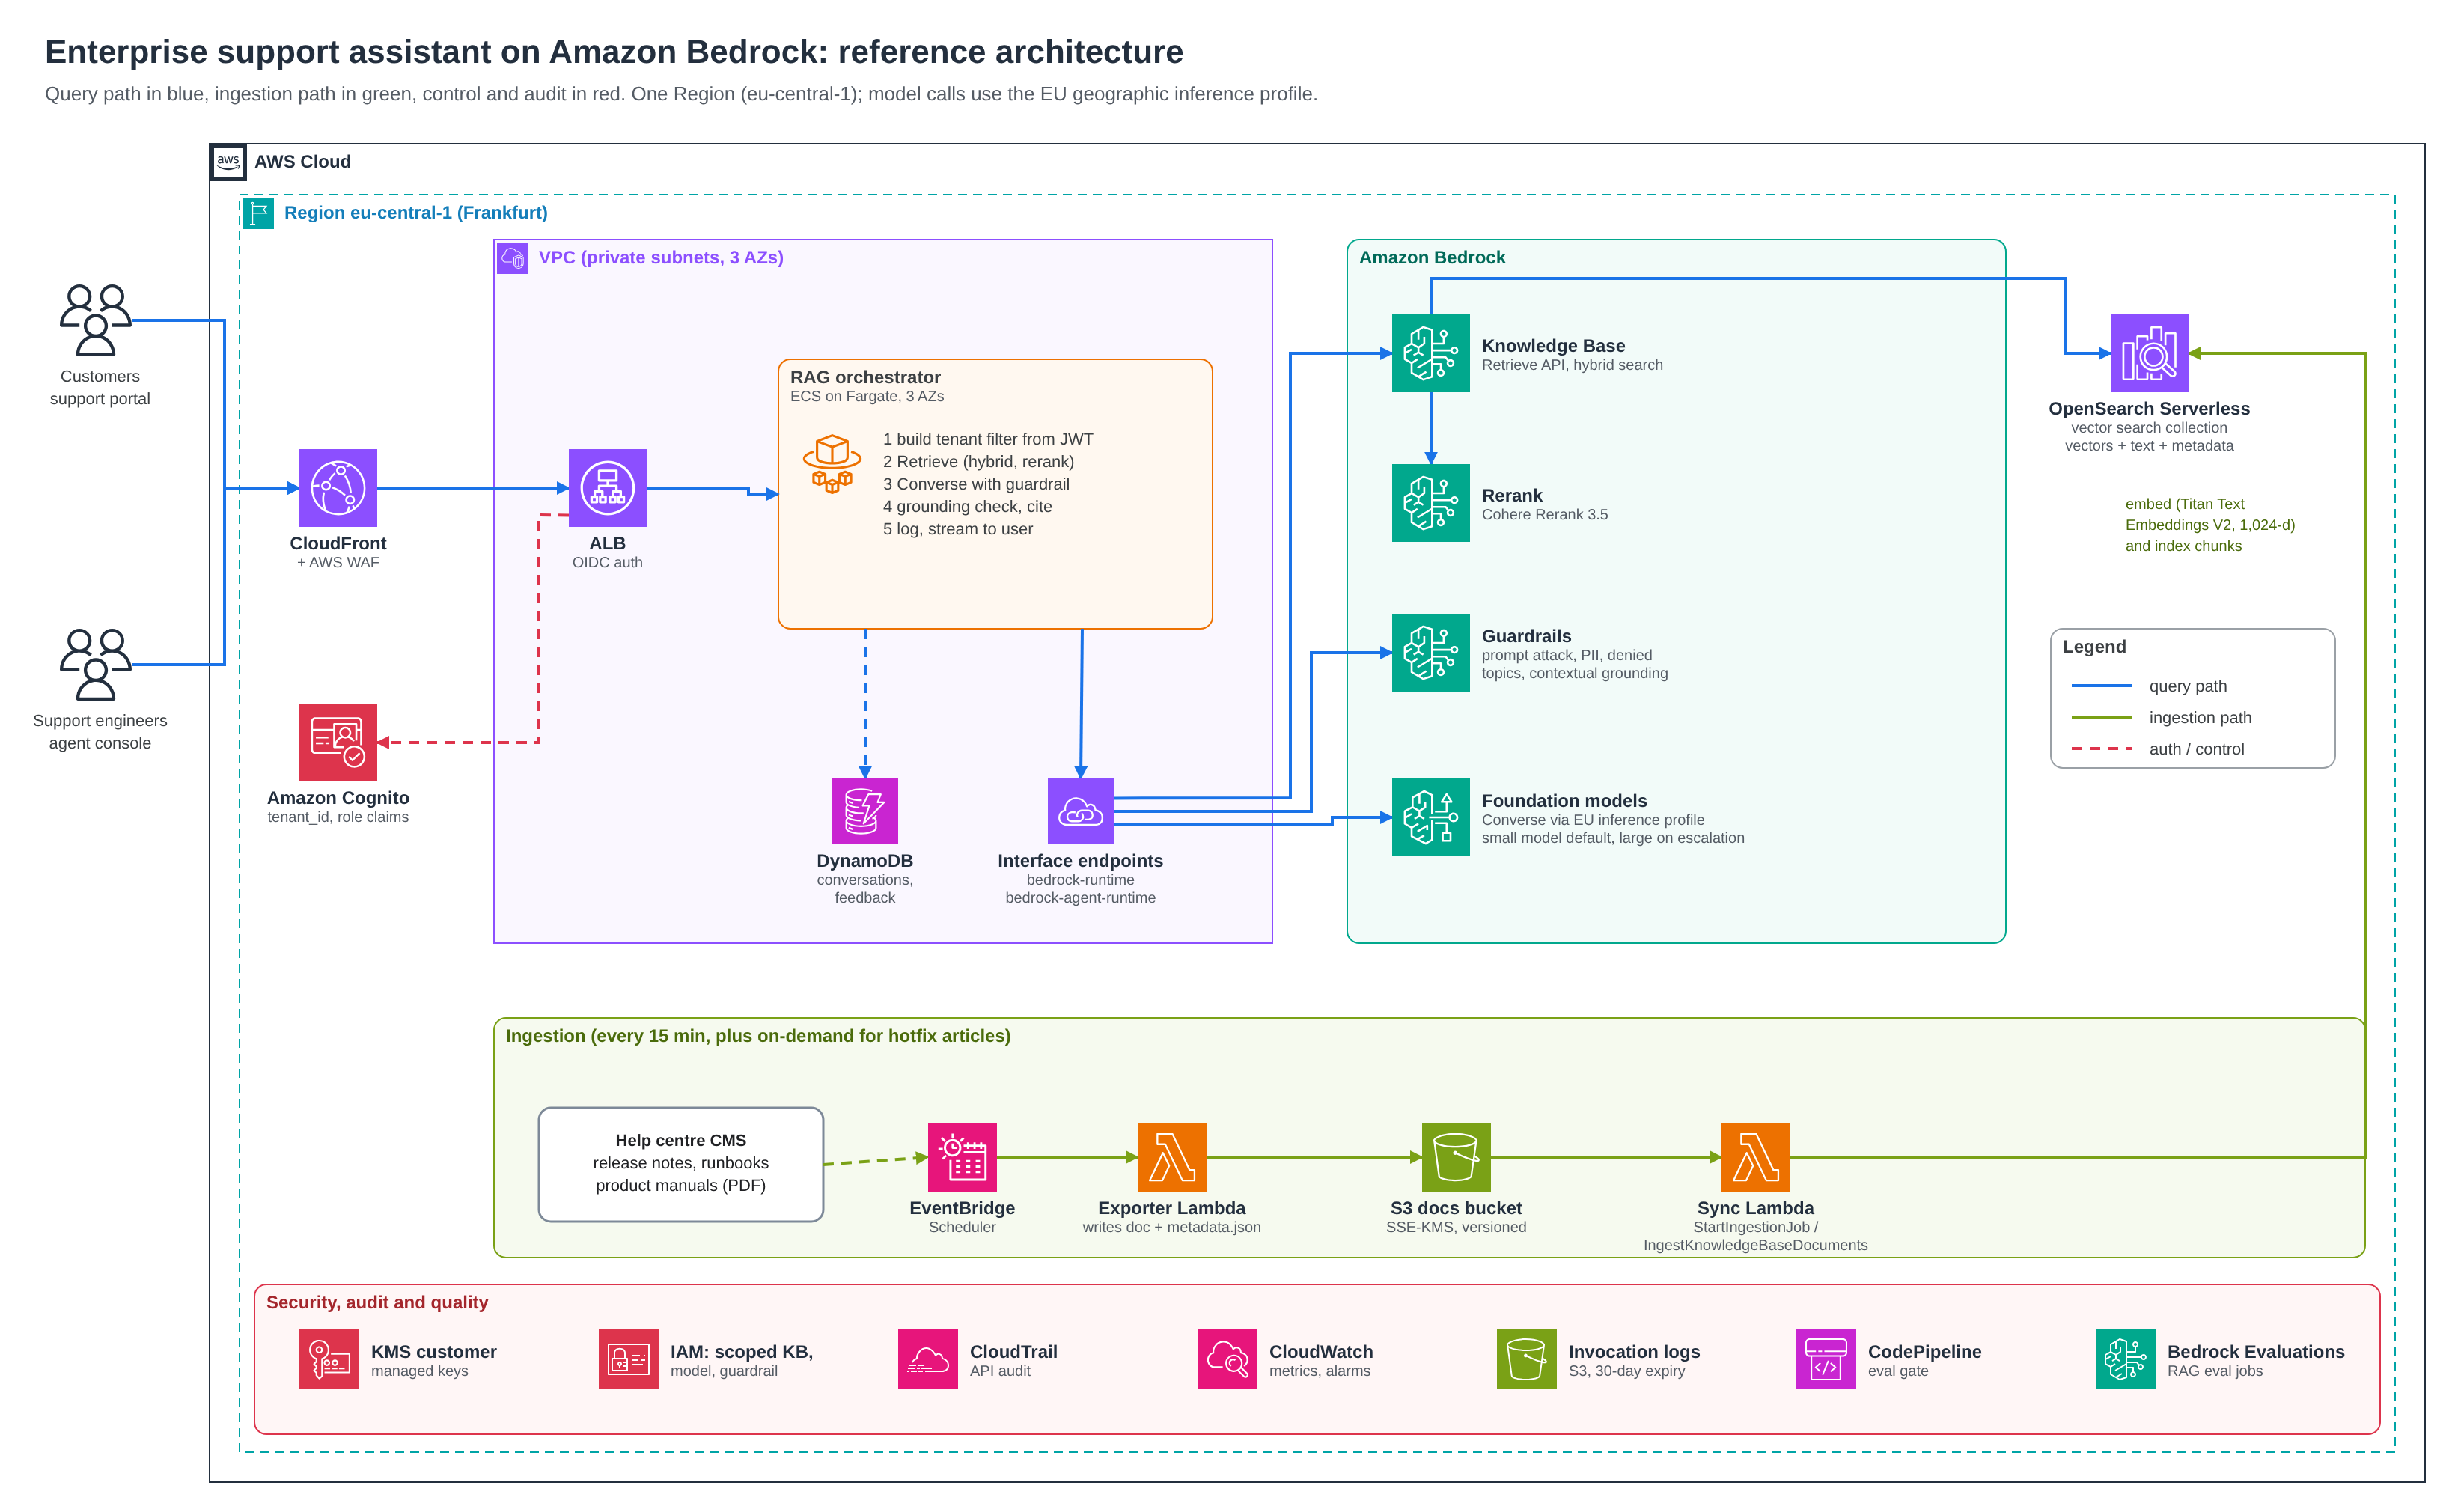 Enterprise support assistant on Amazon Bedrock: reference architecture
Query path in blue, ingestion path in green, control and audit in red. One Region (eu-central-1); model calls use the EU geographic inference profile.
aws
AWS Cloud
Region eu-central-1 (Frankfurt)
VPC (private subnets, 3 AZs)
Amazon Bedrock
Customers
support portal
Support engineers
agent console
CloudFront
+ AWS WAF
Amazon Cognito
tenant_id, role claims
ALB
OIDC auth
RAG orchestrator
ECS on Fargate, 3 AZs
1 build tenant filter from JWT
2 Retrieve (hybrid, rerank)
3 Converse with guardrail
4 grounding check, cite
5 log, stream to user
DynamoDB
conversations,
feedback
Interface endpoints
bedrock-runtime
bedrock-agent-runtime
Knowledge Base
Retrieve API, hybrid search
Rerank
Cohere Rerank 3.5
Guardrails
prompt attack, PII, denied
topics, contextual grounding
Foundation models
Converse via EU inference profile
small model default, large on escalation
OpenSearch Serverless
vector search collection
vectors + text + metadata
embed (Titan Text
Embeddings V2, 1,024-d)
and index chunks
Legend
query path
ingestion path
auth / control
Ingestion (every 15 min, plus on-demand for hotfix articles)
Help centre CMS
release notes, runbooks
product manuals (PDF)
EventBridge
Scheduler
Exporter Lambda
writes doc + metadata.json
S3 docs bucket
SSE-KMS, versioned
Sync Lambda
StartIngestionJob /
IngestKnowledgeBaseDocuments
Security, audit and quality
KMS customer
managed keys
IAM: scoped KB,
model, guardrail
CloudTrail
API audit
CloudWatch
metrics, alarms
Invocation logs
S3, 30-day expiry
CodePipeline
eval gate
Bedrock Evaluations
RAG eval jobs